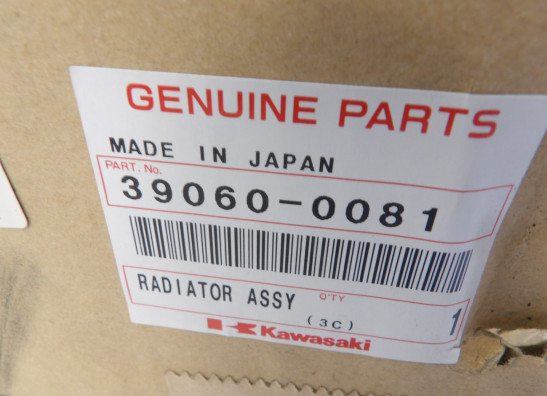 GENUINE PARTS
MADE IN JAPAN
PART. No.
39060-0081
RADIATOR ASSY
Q'TY
(3C)
1
Kawasaki